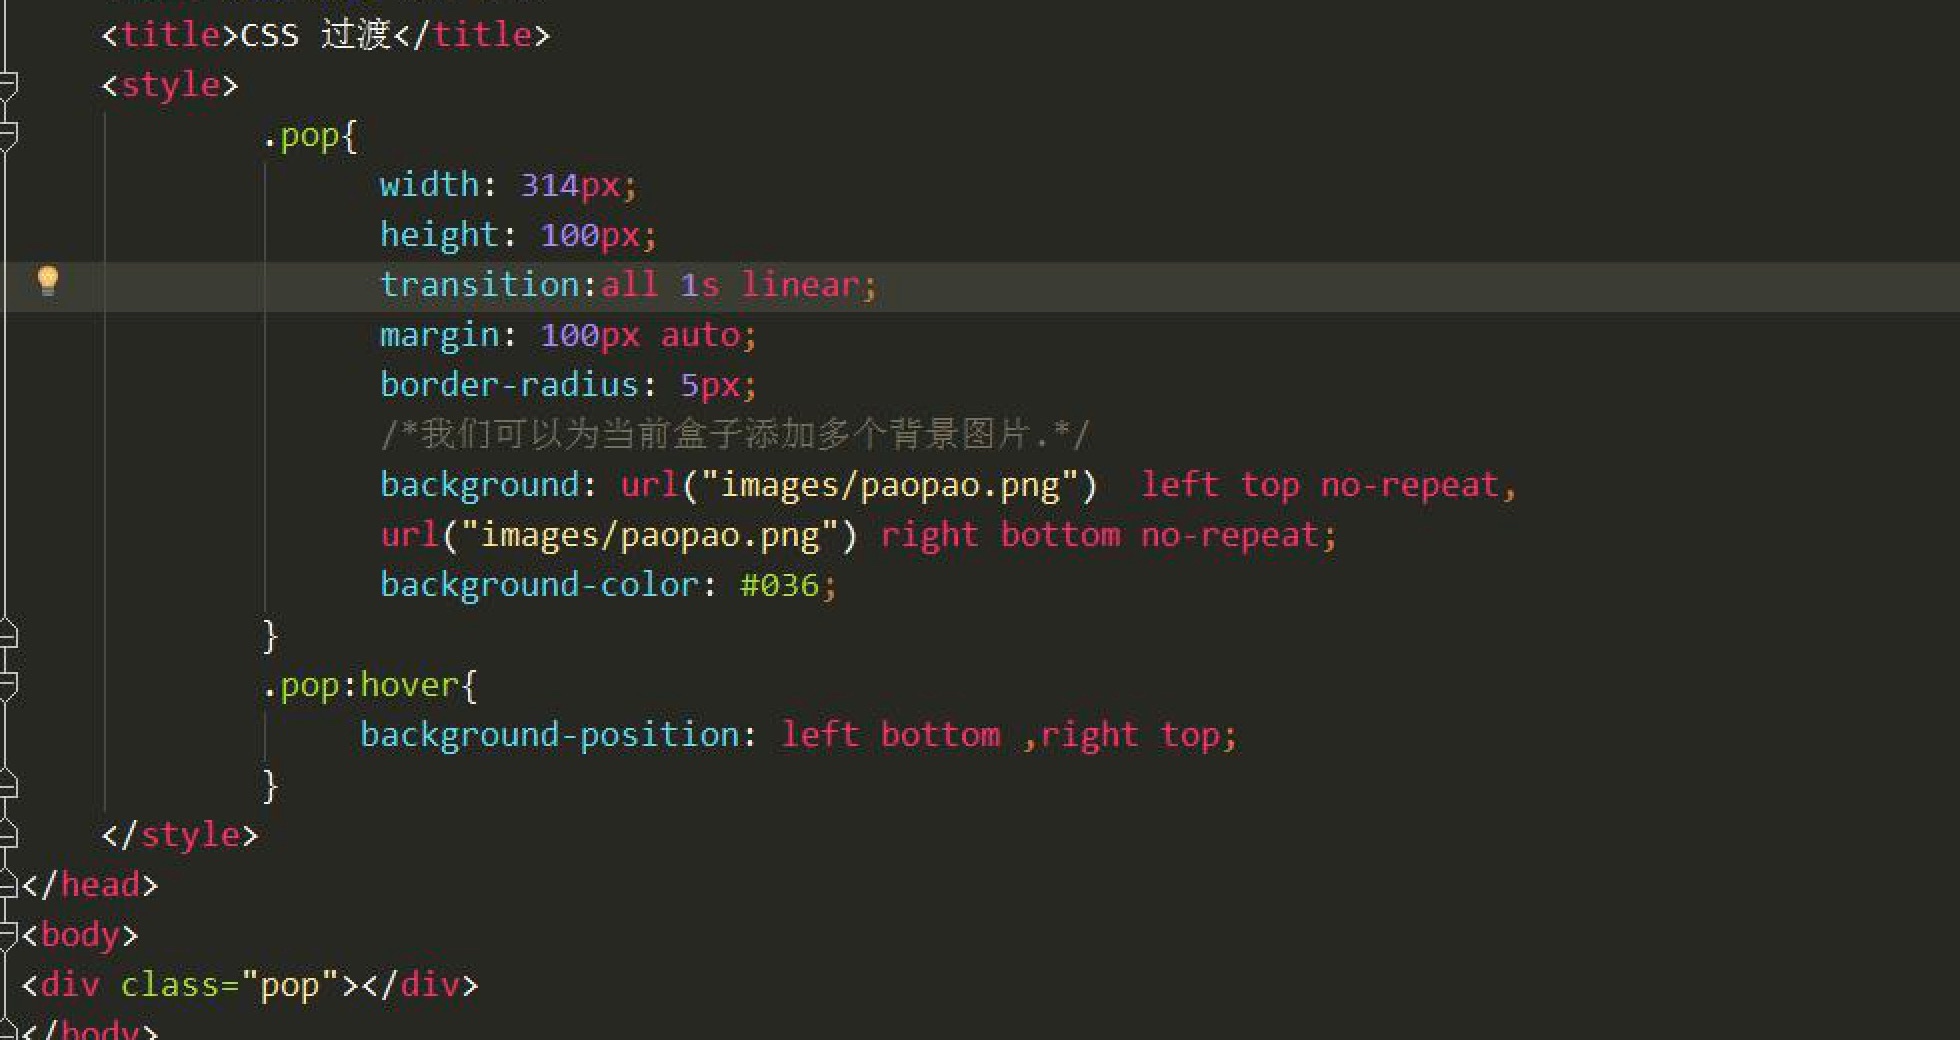 <title>CSS 过渡</title>
<style>
.pop{
width: 314px;
height: 100px;
transition:all 1s linear;
margin: 100px auto;
border-radius: 5px;
/*我们可以为当前盒子添加多个背景图片.*/
background: url("images/paopao.png")  left top no-repeat,
url("images/paopao.png") right bottom no-repeat;
background-color: #036;
}
.pop:hover{
background-position: left bottom ,right top;
}
</style>
</head>
<body>
<div class="pop"></div>
</body>